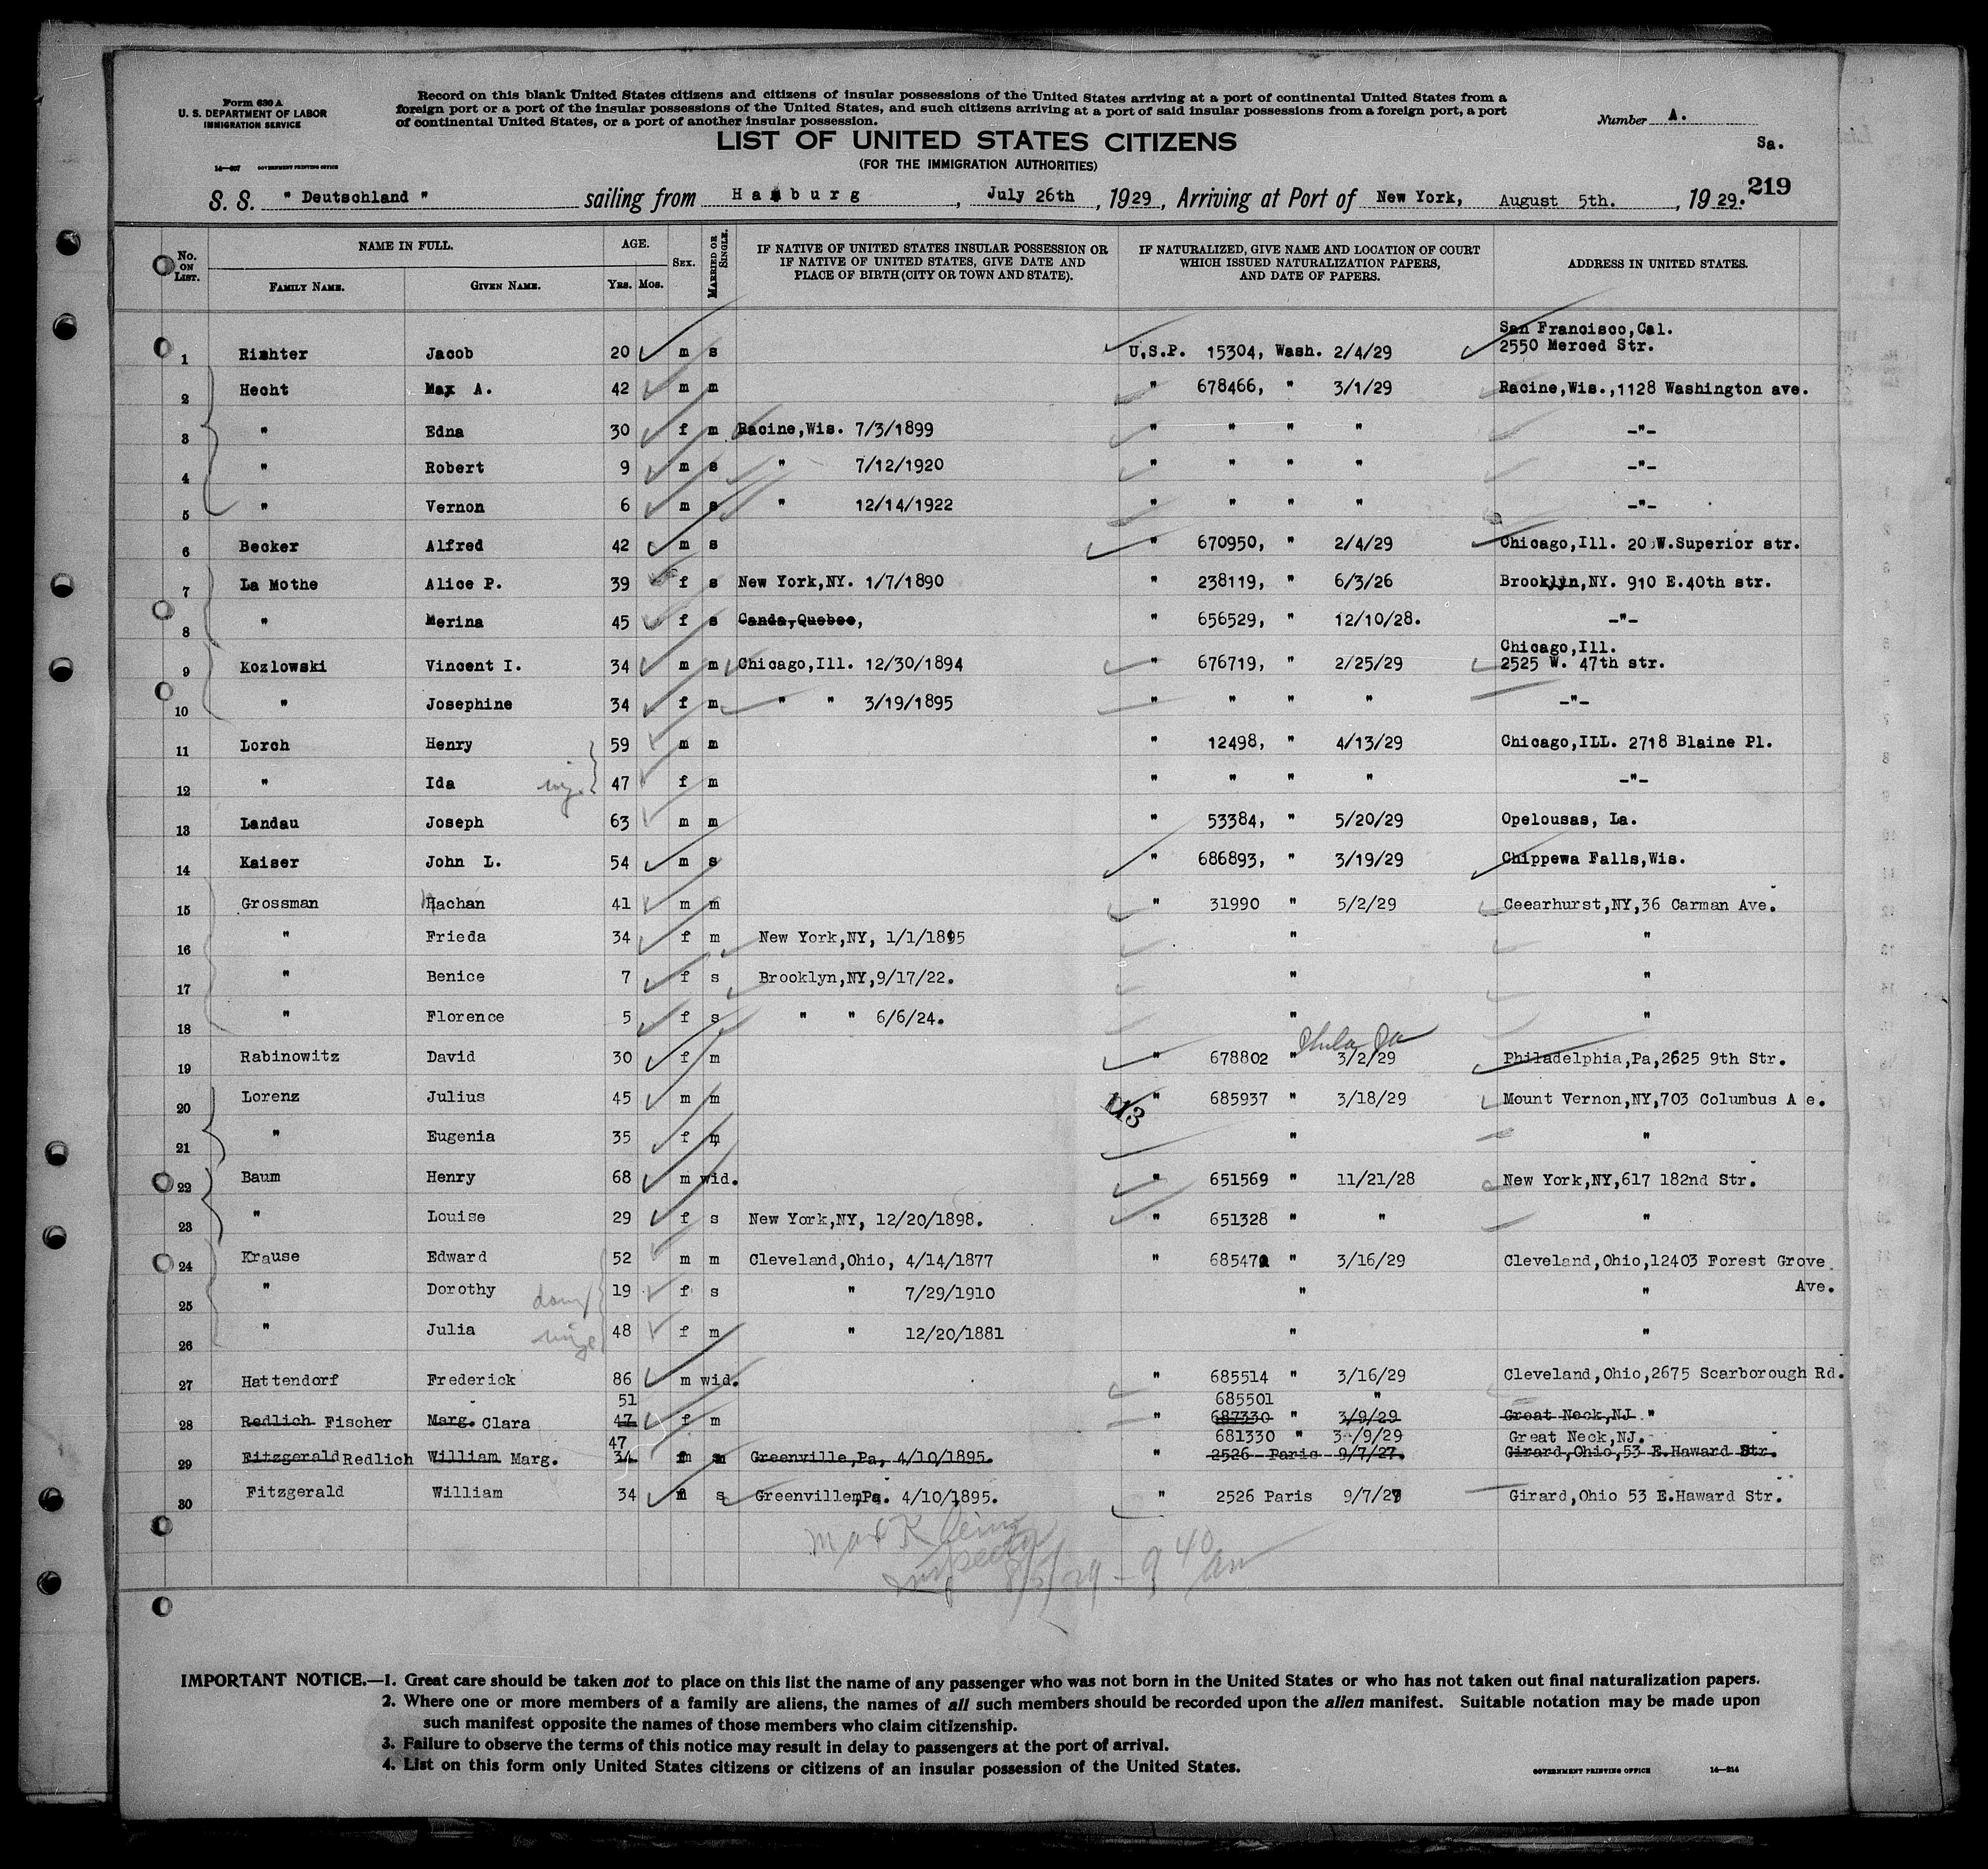 Form 630 A
U. S. DEPARTMENT OF LABOR
IMMIGRATION SERVICE
14—687 GOVERNMENT PRINTING OFFICE
Record on this blank United States citizens and citizens of insular possessions of the United States arriving at a port of continental United States from a
foreign port or a port of the insular possessions of the United States, and such citizens arriving at a port of said insular possessions from a foreign port, a port
of continental United States, or a port of another insular possession.
Number A.
LIST OF UNITED STATES CITIZENS
Sa.
(FOR THE IMMIGRATION AUTHORITIES)
219
S. S. " Deutschland " sailing from Hamburg, July 26th, 1929, Arriving at Port of New York, August 5th., 1929.
No. ON LIST.
NAME IN FULL.
FAMILY NAME. GIVEN NAME.
AGE.
YRS. MOS.
SEX.
MARRIED OR SINGLE.
IF NATIVE OF UNITED STATES INSULAR POSSESSION OR
IF NATIVE OF UNITED STATES, GIVE DATE AND
PLACE OF BIRTH (CITY OR TOWN AND STATE).
IF NATURALIZED, GIVE NAME AND LOCATION OF COURT
WHICH ISSUED NATURALIZATION PAPERS,
AND DATE OF PAPERS.
ADDRESS IN UNITED STATES.
San Francisco, Cal.
1 Richter Jacob 20 m s U.S.P. 15304, Wash. 2/4/29 2550 Merced Str.
2 Hecht Max A. 42 m m " 678466, " 3/1/29 Racine,Wis.,1128 Washington ave.
3 " Edna 30 f m Racine,Wis. 7/3/1899 " " " " -"-
4 " Robert 9 m s " 7/12/1920 " " " " -"-
5 " Vernon 6 m s " 12/14/1922 " " " " -"-
6 Becker Alfred 42 m s " 670950, " 2/4/29 Chicago,Ill. 20 W.Superior str.
7 La Mothe Alice P. 39 f s New York,NY. 1/7/1890 " 238119, " 6/3/26 Brooklyn,NY. 910 E.40th str.
8 " Merina 45 f s Canda,Quebec, " 656529, " 12/10/28. -"-
Chicago,Ill.
9 Kozlowski Vincent I. 34 m m Chicago,Ill. 12/30/1894 " 676719, " 2/25/29 2525 W. 47th str.
10 " Josephine 34 f m " " 3/19/1895 " " " " -"-
11 Lorch Henry 59 m m " 12498, " 4/13/29 Chicago,ILL. 2718 Blaine Pl.
12 " Ida 47 f m " " " " -"-
13 Landau Joseph 63 m m " 53384, " 5/20/29 Opelousas, La.
14 Kaiser John L. 54 m s " 686893, " 3/19/29 Chippewa Falls,Wis.
15 Grossman Hachan 41 m m " 31990 " 5/2/29 Ceearhurst,NY,36 Carman Ave.
16 " Frieda 34 f m New York,NY, 1/1/1895 " "
17 " Benice 7 f s Brooklyn,NY,9/17/22. " "
18 " Florence 5 f s " " 6/6/24. " "
Phila Pa
19 Rabinowitz David 30 f m " 678802 " 3/2/29 Philadelphia,Pa,2625 9th Str.
20 Lorenz Julius 45 m m 113 " 685937 " 3/18/29 Mount Vernon,NY,703 Columbus A e.
21 " Eugenia 35 f m " "
22 Baum Henry 68 m wid. " 651569 " 11/21/28 New York,NY,617 182nd Str.
23 " Louise 29 f s New York,NY, 12/20/1898. " 651328 " " "
24 Krause Edward 52 m m Cleveland,Ohio, 4/14/1877 " 68547 " 3/16/29 Cleveland,Ohio,12403 Forest Grove
25 " Dorothy 19 f s " 7/29/1910 " " Ave.
26 " Julia 48 f m " 12/20/1881 " "
27 Hattendorf Frederick 86 m wid. " 685514 " 3/16/29 Cleveland,Ohio,2675 Scarborough Rd.
51 685501 "
28 Redlich Fischer Marg. Clara 47 f m " 687330 " 3/9/29 Great Neck,NJ "
47 681330 " 3/9/29 Great Neck,NJ.
29 Fitzgerald Redlich William Marg. 34 Greenville,Pa, 4/10/1895. " 2526 Paris 9/7/27. Girard,Ohio,53 E.Haward Str.
30 Fitzgerald William 34 s Greenville,Pa. 4/10/1895. " 2526 Paris 9/7/27 Girard,Ohio 53 E.Haward Str.
Max Klein
Inspector
8/5/29 - 9 40 am
IMPORTANT NOTICE.—1. Great care should be taken not to place on this list the name of any passenger who was not born in the United States or who has not taken out final naturalization papers.
2. Where one or more members of a family are aliens, the names of all such members should be recorded upon the alien manifest. Suitable notation may be made upon
such manifest opposite the names of those members who claim citizenship.
3. Failure to observe the terms of this notice may result in delay to passengers at the port of arrival.
4. List on this form only United States citizens or citizens of an insular possession of the United States.
GOVERNMENT PRINTING OFFICE 14—214